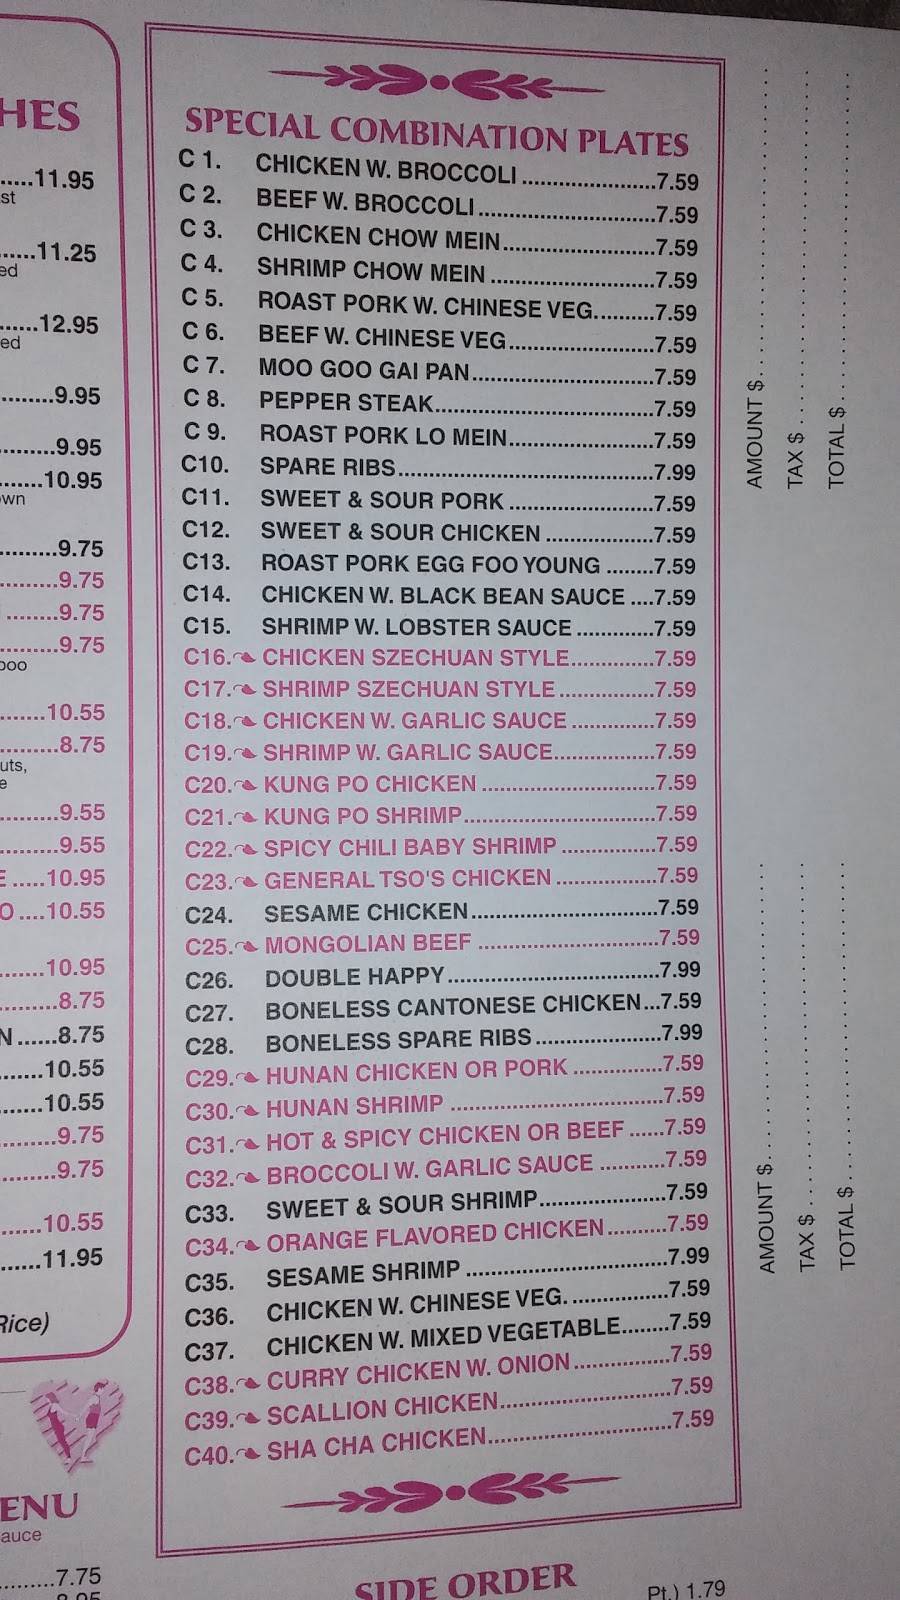 HES
.....11.95
st
......11.25
ed
......12.95
ed
........9.95
.........9.95
.......10.95
own
.........9.75
.........9.75
........9.75
.........9.75
boo
.......10.55
.........8.75
uts,
e
.........9.55
.........9.55
E .....10.95
O ....10.55
.......10.95
.........8.75
N......8.75
.......10.55
.......10.55
.........9.75
.........9.75
......10.55
......11.95
Rice)
ENU
auce
.........7.75
SPECIAL COMBINATION PLATES
C 1. CHICKEN W. BROCCOLI ......................7.59
C 2. BEEF W. BROCCOLI ............................7.59
C 3. CHICKEN CHOW MEIN........................7.59
C 4. SHRIMP CHOW MEIN ..........................7.59
C 5. ROAST PORK W. CHINESE VEG..........7.59
C 6. BEEF W. CHINESE VEG.......................7.59
C 7. MOO GOO GAI PAN.............................7.59
C 8. PEPPER STEAK...................................7.59
C 9. ROAST PORK LO MEIN.......................7.59
C10. SPARE RIBS.........................................7.99
C11. SWEET & SOUR PORK .......................7.59
C12. SWEET & SOUR CHICKEN .................7.59
C13. ROAST PORK EGG FOO YOUNG ........7.59
C14. CHICKEN W. BLACK BEAN SAUCE ....7.59
C15. SHRIMP W. LOBSTER SAUCE .............7.59
C16. CHICKEN SZECHUAN STYLE..............7.59
C17. SHRIMP SZECHUAN STYLE................7.59
C18. CHICKEN W. GARLIC SAUCE ..............7.59
C19. SHRIMP W. GARLIC SAUCE.................7.59
C20. KUNG PO CHICKEN .............................7.59
C21. KUNG PO SHRIMP................................7.59
C22. SPICY CHILI BABY SHRIMP ................7.59
C23. GENERAL TSO'S CHICKEN .................7.59
C24. SESAME CHICKEN...............................7.59
C25. MONGOLIAN BEEF ..............................7.59
C26. DOUBLE HAPPY...................................7.99
C27. BONELESS CANTONESE CHICKEN...7.59
C28. BONELESS SPARE RIBS.....................7.99
C29. HUNAN CHICKEN OR PORK ...............7.59
C30. HUNAN SHRIMP ...................................7.59
C31. HOT & SPICY CHICKEN OR BEEF ......7.59
C32. BROCCOLI W. GARLIC SAUCE ...........7.59
C33. SWEET & SOUR SHRIMP.....................7.59
C34. ORANGE FLAVORED CHICKEN..........7.59
C35. SESAME SHRIMP .................................7.99
C36. CHICKEN W. CHINESE VEG. ................7.59
C37. CHICKEN W. MIXED VEGETABLE........7.59
C38. CURRY CHICKEN W. ONION................7.59
C39. SCALLION CHICKEN.............................7.59
C40. SHA CHA CHICKEN...............................7.59
SIDE ORDER
Pt.) 1.79
AMOUNT $
TAX $
TOTAL $
AMOUNT $
TAX $
TOTAL $